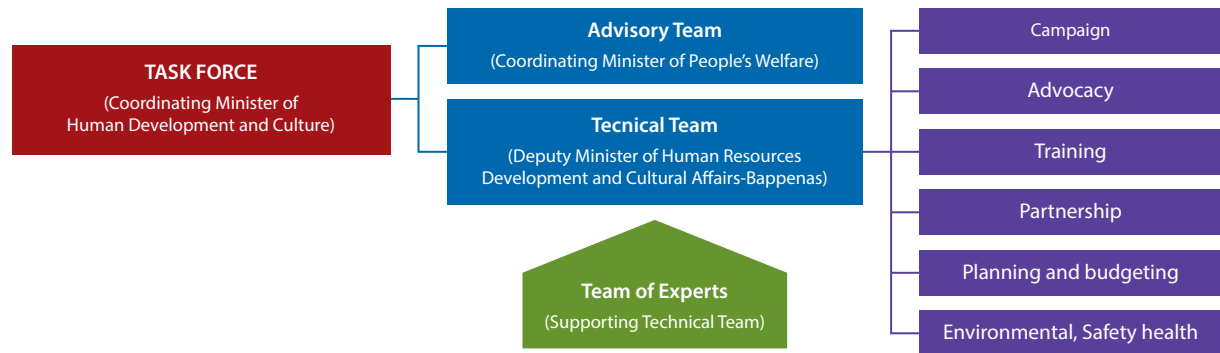 TASK FORCE
(Coordinating Minister of
Human Development and Culture)
Advisory Team
(Coordinating Minister of People's Welfare)
Tecnical Team
(Deputy Minister of Human Resources
Development and Cultural Affairs-Bappenas)
Team of Experts
(Supporting Technical Team)
Campaign
Advocacy
Training
Partnership
Planning and budgeting
Environmental, Safety health